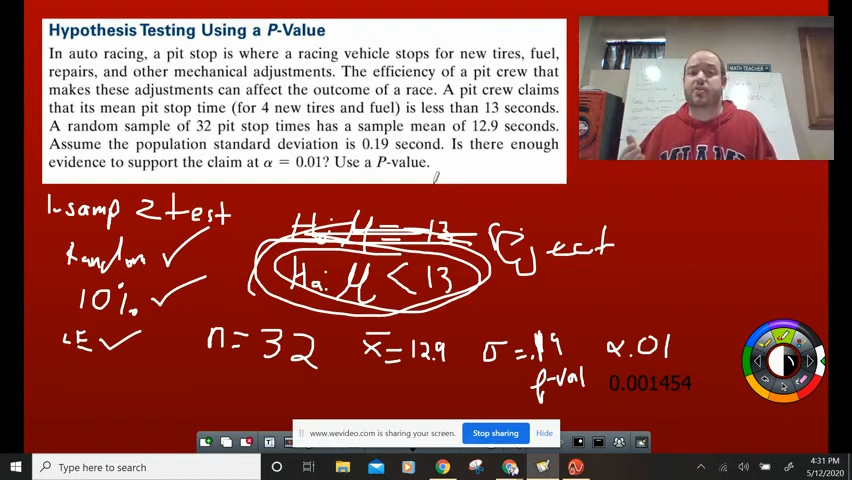 Hypothesis Testing Using a P-Value
In auto racing, a pit stop is where a racing vehicle stops for new tires, fuel,
repairs, and other mechanical adjustments. The efficiency of a pit crew that
makes these adjustments can affect the outcome of a race. A pit crew claims
that its mean pit stop time (for 4 new tires and fuel) is less than 13 seconds.
A random sample of 32 pit stop times has a sample mean of 12.9 seconds.
Assume the population standard deviation is 0.19 second. Is there enough
evidence to support the claim at α = 0.01? Use a P-value.
MATH TEACHER
MIAMI
1-samp z test
Random ✓
10% ✓
LE ✓
H₀: μ = 13
Reject
Ha: μ < 13
n = 32 x̄ = 12.9 σ = .19 α .01
p-val 0.001454
www.wevideo.com is sharing your screen. Stop sharing Hide
Type here to search
4:31 PM
5/12/2020